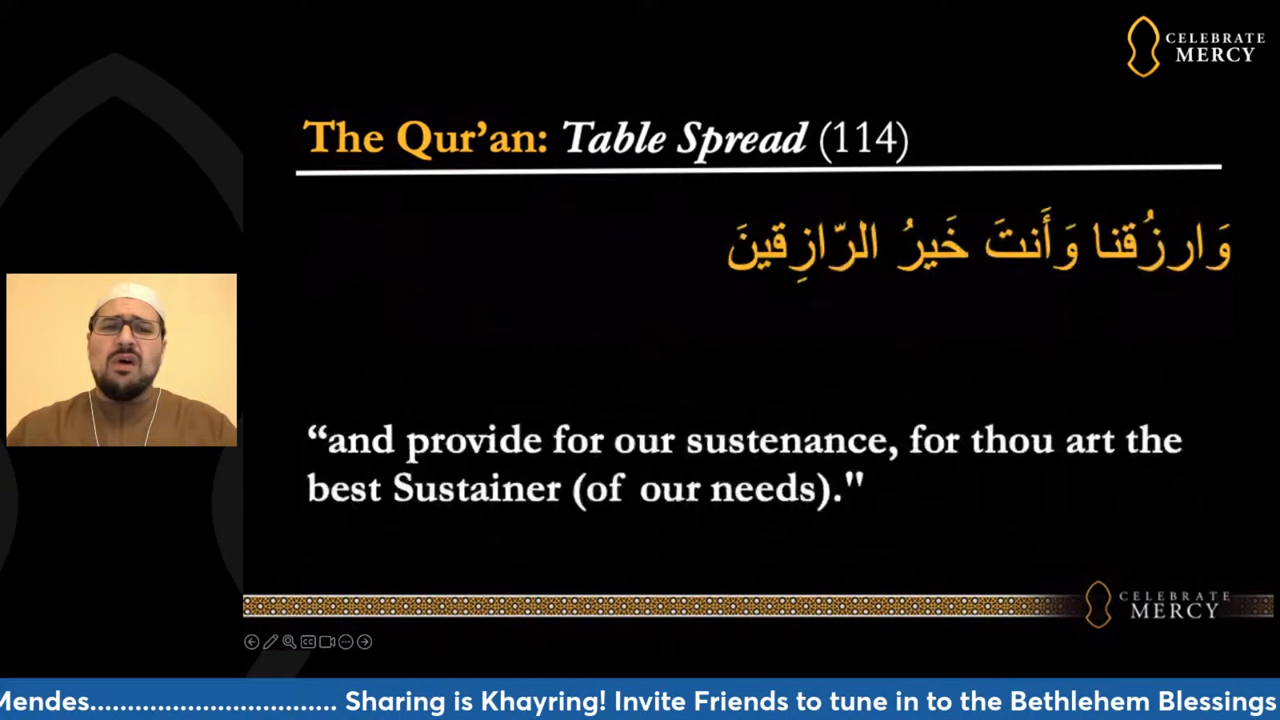 CELEBRATE
MERCY
The Qur’an: Table Spread (114)
وَارزُقنا وَأَنتَ خَيرُ الرّازِقينَ
“and provide for our sustenance, for thou art the
best Sustainer (of our needs)."
CELEBRATE
MERCY
CC
Mendes................................. Sharing is Khayring! Invite Friends to tune in to the Bethlehem Blessings